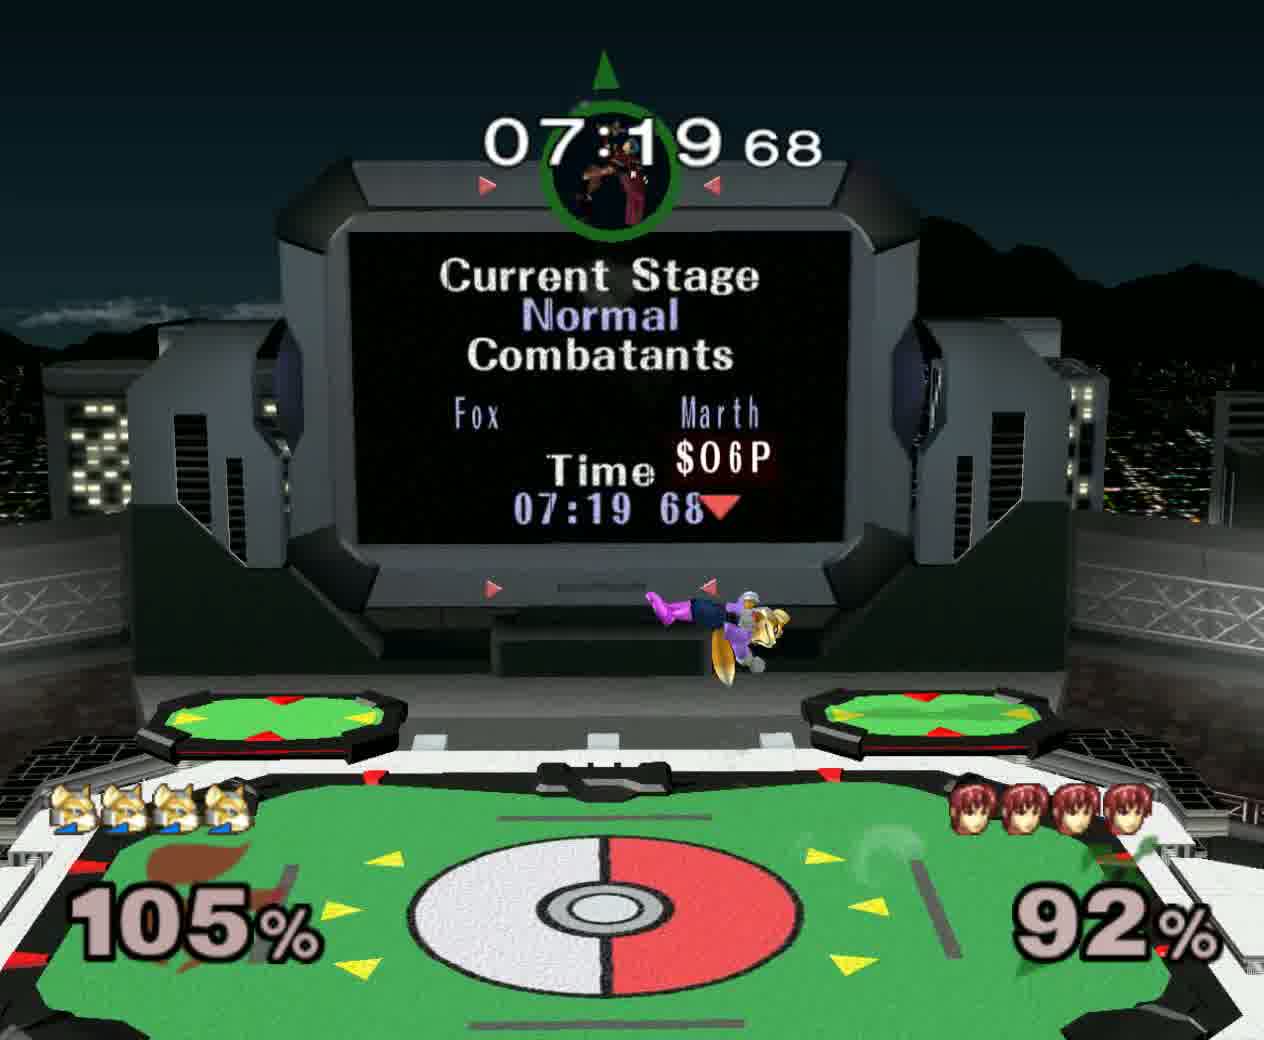 07:19 68
Current Stage
Normal
Combatants
Fox Marth
Time $06P
07:19 68
105%
92%